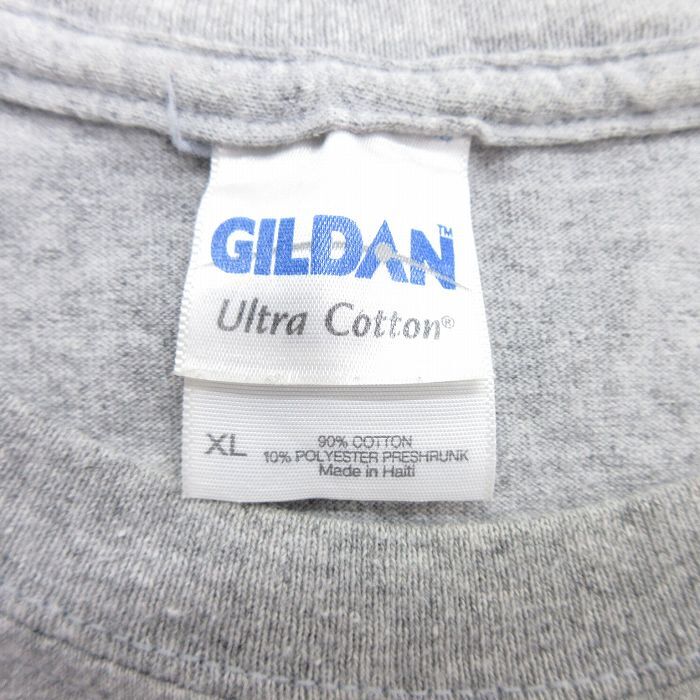 GILDAN™
Ultra Cotton®
XL
90% COTTON
10% POLYESTER PRESHRUNK
Made in Haiti